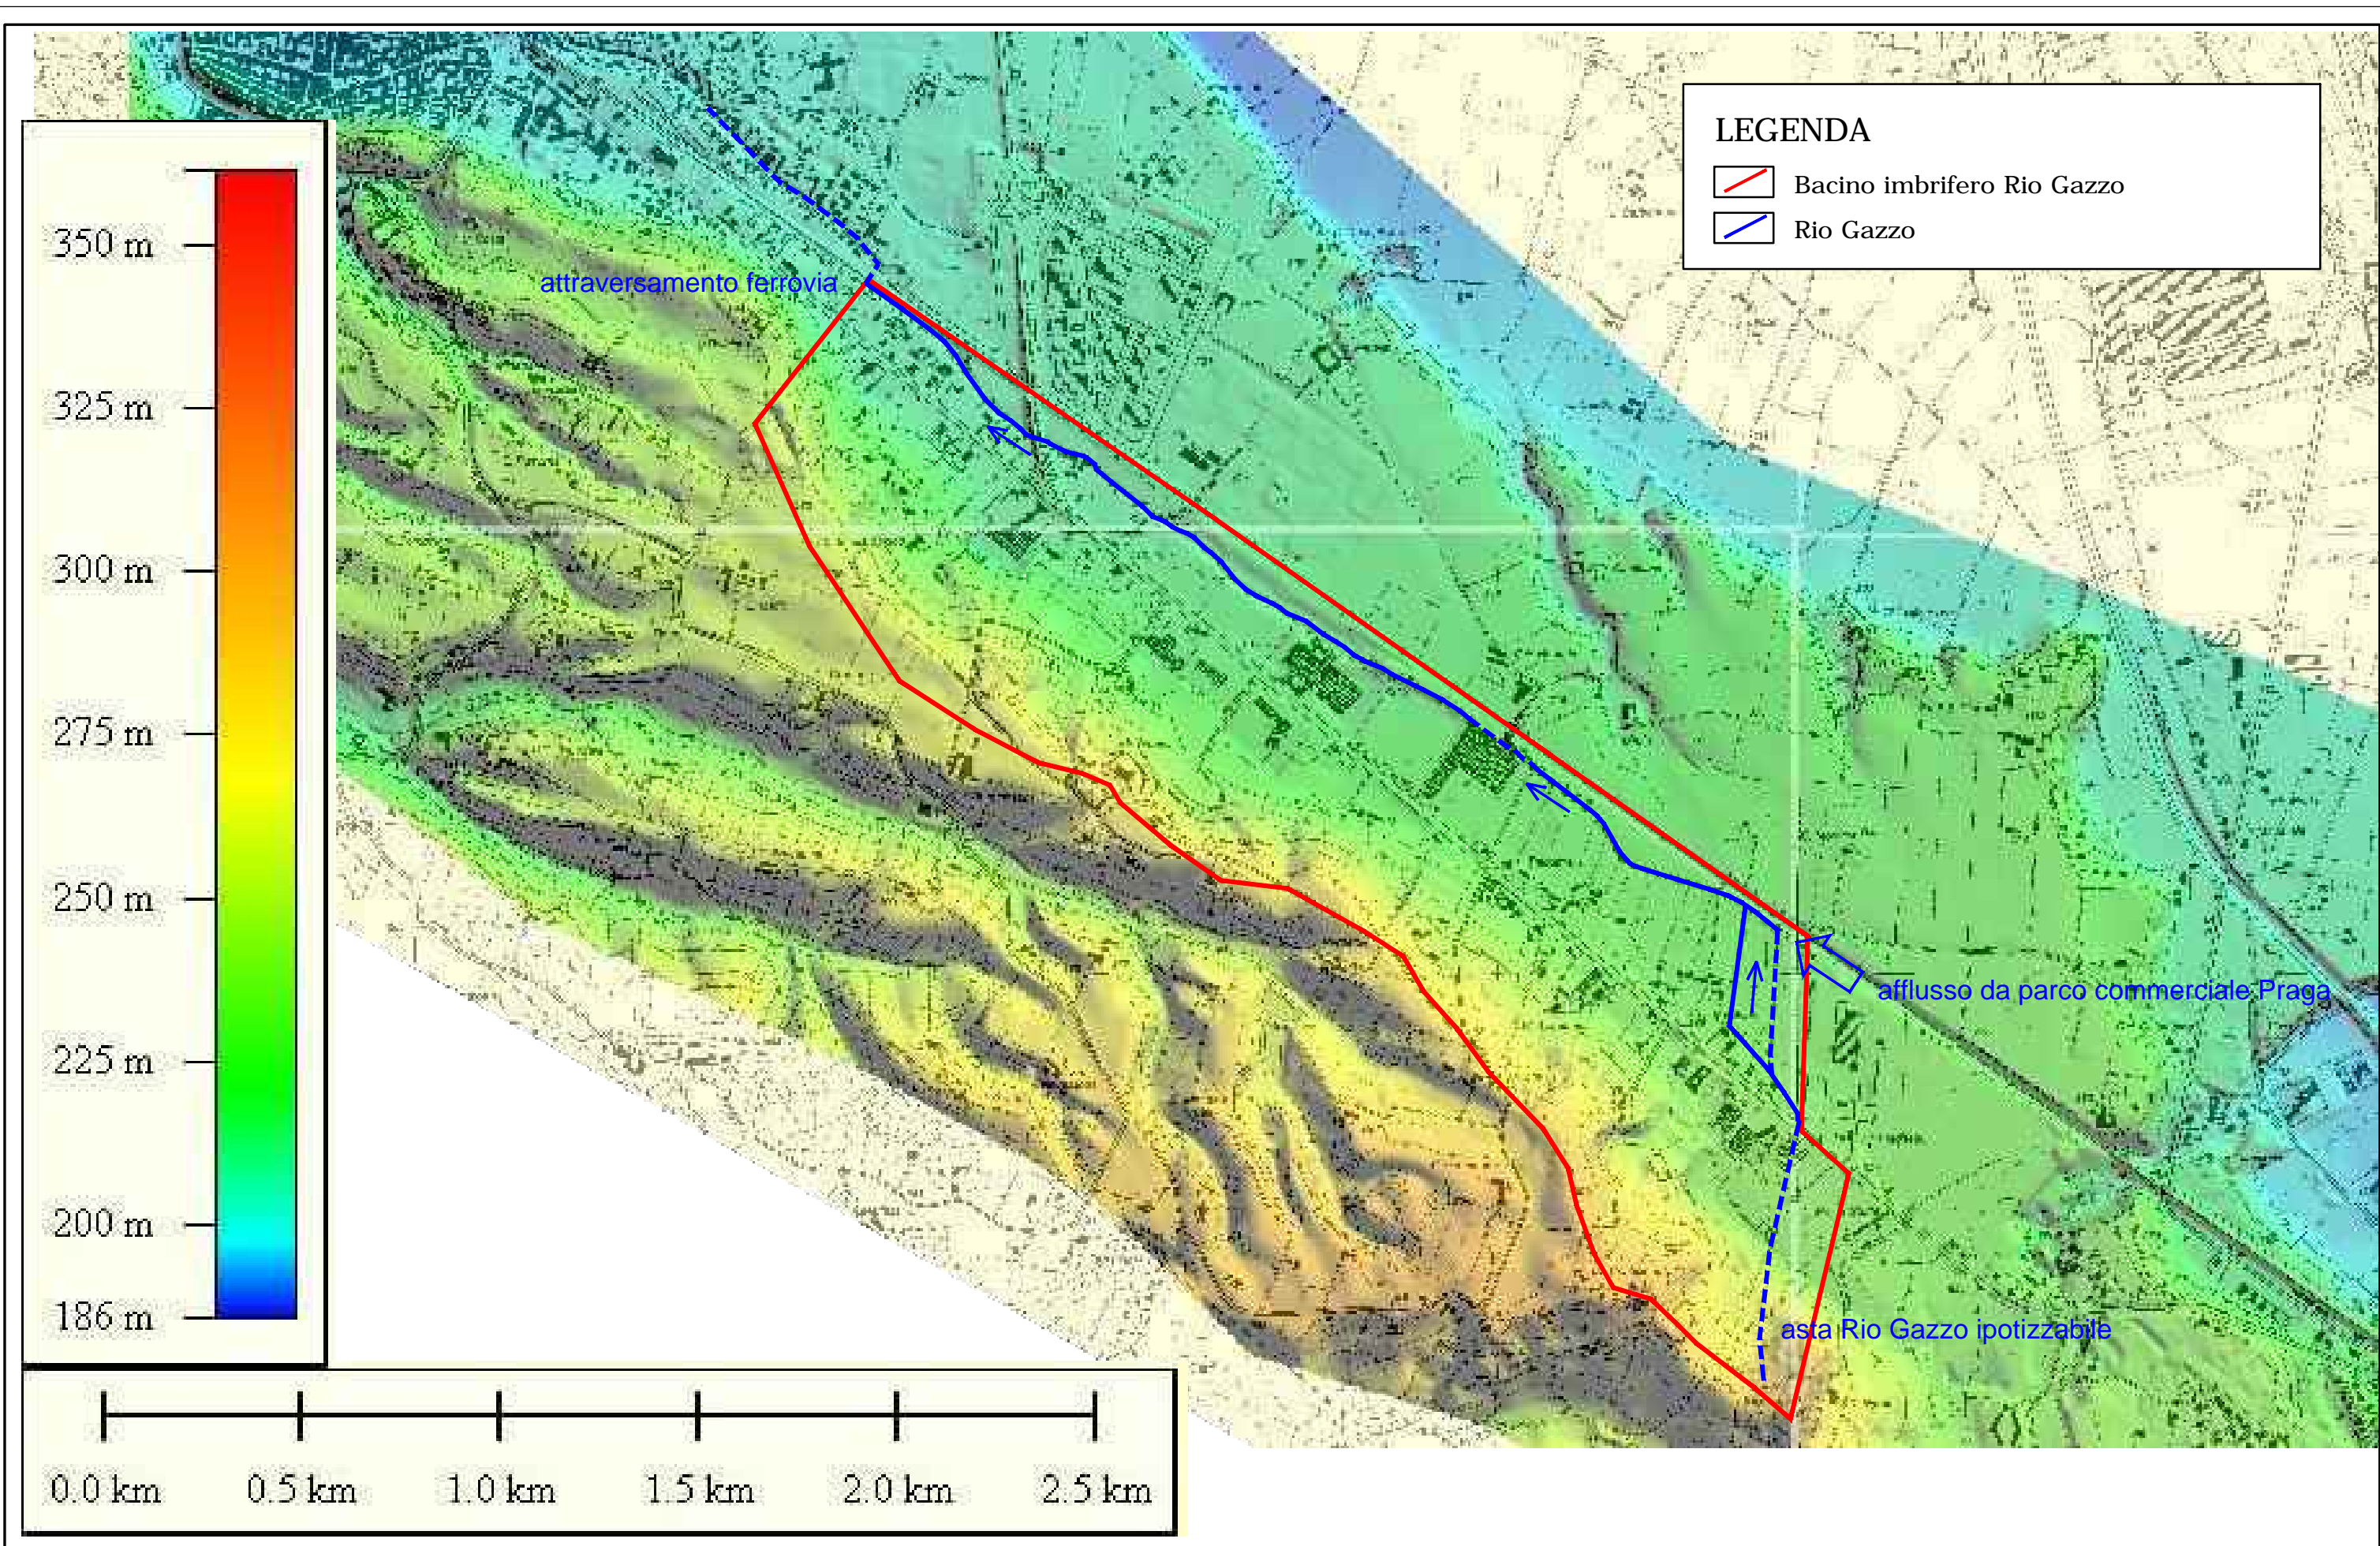 LEGENDA
Bacino imbrifero Rio Gazzo
Rio Gazzo
attraversamento ferrovia
afflusso da parco commerciale Praga
asta Rio Gazzo ipotizzabile
350 m
325 m
300 m
275 m
250 m
225 m
200 m
186 m
0.0 km 0.5 km 1.0 km 1.5 km 2.0 km 2.5 km